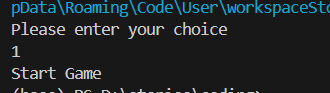 pData\Roaming\Code\User\workspaceSto
Please enter your choice
1
Start Game